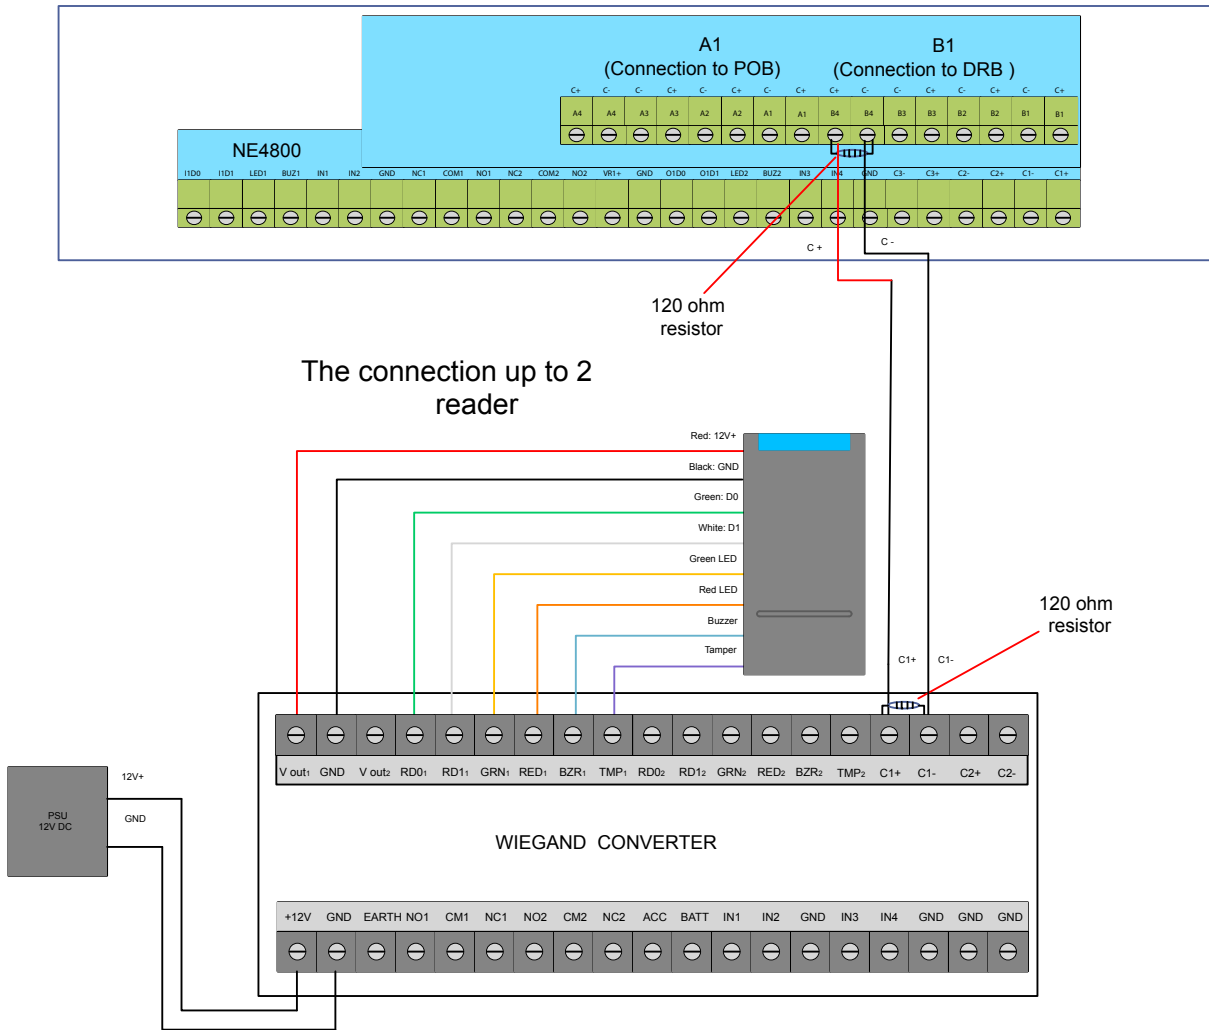 A1
(Connection to POB)
B1
(Connection to DRB )
C+ C- C- C+ C- C+ C- C+ C+ C- C- C+ C- C+ C- C+
A4 A4 A3 A3 A2 A2 A1 A1 B4 B4 B3 B3 B2 B2 B1 B1
NE4800
I1D0 I1D1 LED1 BUZ1 IN1 IN2 GND NC1 COM1 NO1 NC2 COM2 NO2 VR1+ GND O1D0 O1D1 LED2 BUZ2 IN3 IN4 GND C3- C3+ C2- C2+ C1- C1+
C + C -
120 ohm
resistor
The connection up to 2
reader
Red: 12V+
Black: GND
Green: D0
White: D1
Green LED
Red LED
Buzzer
Tamper
120 ohm
resistor
C1+ C1-
V out1 GND V out2 RD01 RD11 GRN1 RED1 BZR1 TMP1 RD02 RD12 GRN2 RED2 BZR2 TMP2 C1+ C1- C2+ C2-
12V+
GND
PSU
12V DC
WIEGAND CONVERTER
+12V GND EARTH NO1 CM1 NC1 NO2 CM2 NC2 ACC BATT IN1 IN2 GND IN3 IN4 GND GND GND